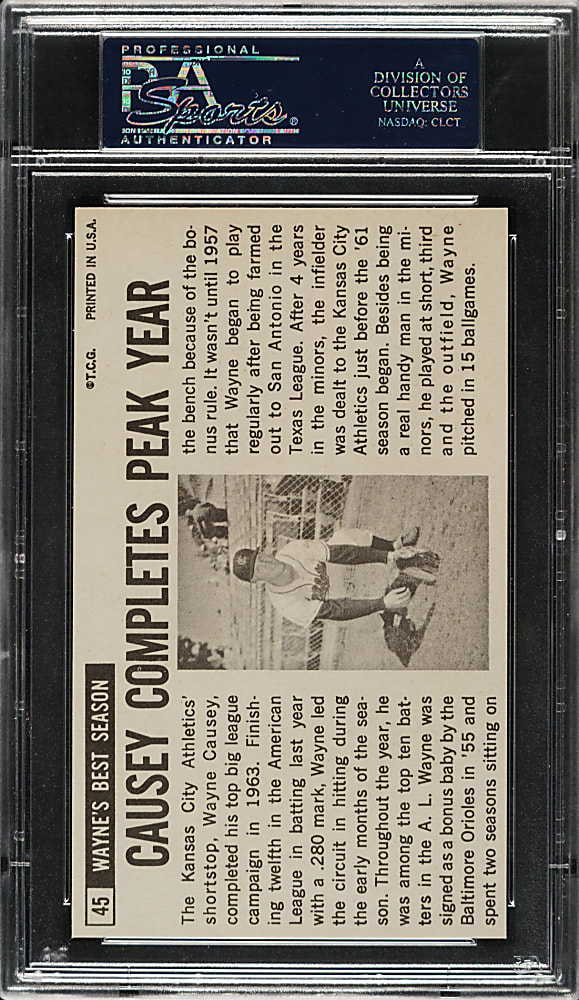 PROFESSIONAL
PSA
Sports®
AUTHENTICATOR
A
DIVISION OF
COLLECTORS
UNIVERSE
NASDAQ: CLCT
45 WAYNE'S BEST SEASON
©T.C.G. PRINTED IN U.S.A.
CAUSEY COMPLETES PEAK YEAR
The Kansas City Athletics'
shortstop, Wayne Causey,
completed his top big league
campaign in 1963. Finish-
ing twelfth in the American
League in batting last year
with a .280 mark, Wayne led
the circuit in hitting during
the early months of the sea-
son. Throughout the year, he
was among the top ten bat-
ters in the A. L. Wayne was
signed as a bonus baby by the
Baltimore Orioles in '55 and
spent two seasons sitting on
the bench because of the bo-
nus rule. It wasn't until 1957
that Wayne began to play
regularly after being farmed
out to San Antonio in the
Texas League. After 4 years
in the minors, the infielder
was dealt to the Kansas City
Athletics just before the '61
season began. Besides being
a real handy man in the mi-
nors, he played at short, third
and the outfield, Wayne
pitched in 15 ballgames.